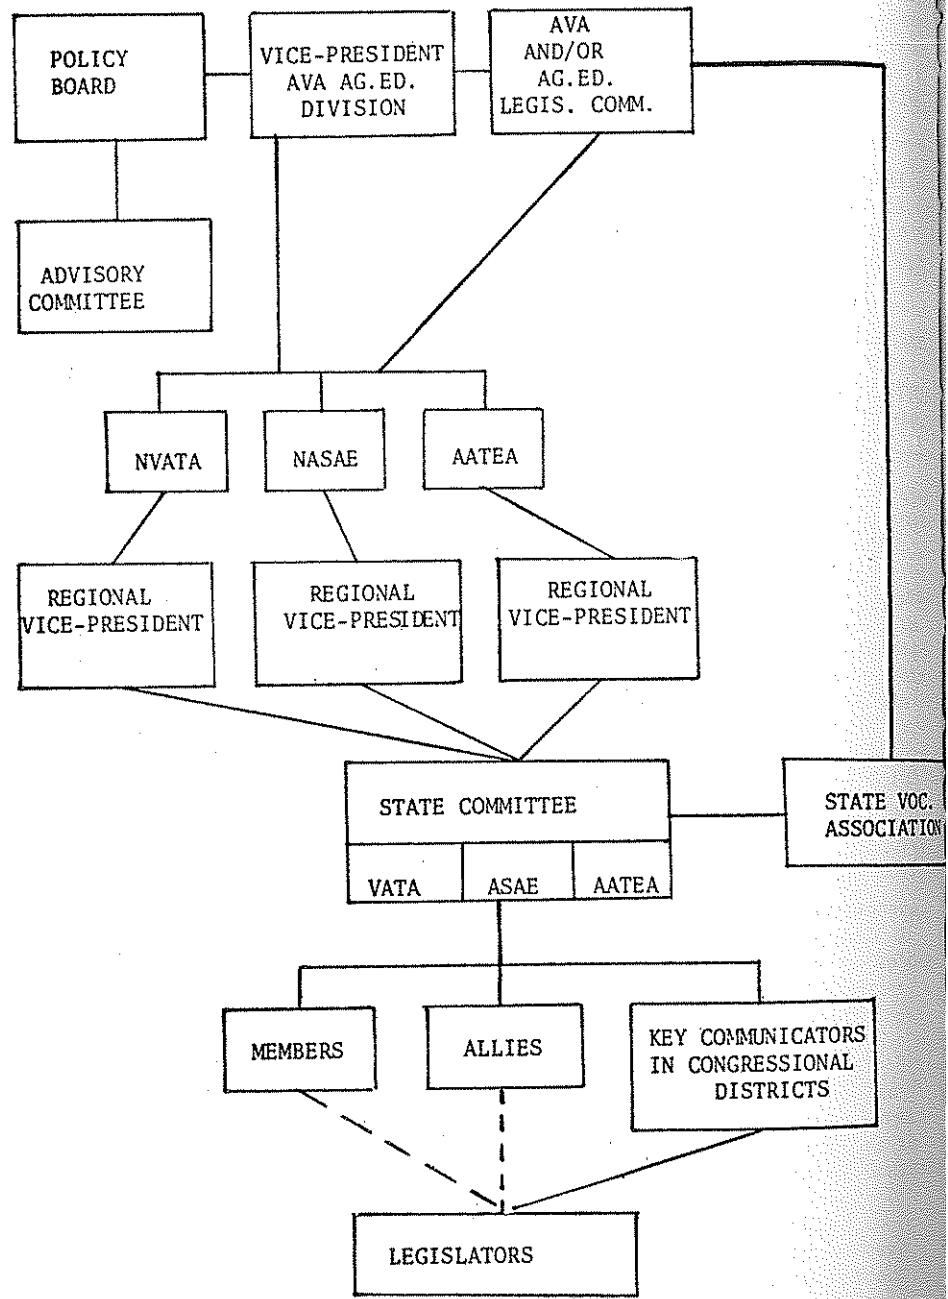 POLICY
BOARD
VICE-PRESIDENT
AVA AG.ED.
DIVISION
AVA
AND/OR
AG.ED.
LEGIS. COMM.
ADVISORY
COMMITTEE
NVATA
NASAE
AATEA
REGIONAL
VICE-PRESIDENT
REGIONAL
VICE-PRESIDENT
REGIONAL
VICE-PRESIDENT
STATE COMMITTEE
VATA
ASAE
AATEA
STATE VOC.
ASSOCIATION
MEMBERS
ALLIES
KEY COMMUNICATORS
IN CONGRESSIONAL
DISTRICTS
LEGISLATORS